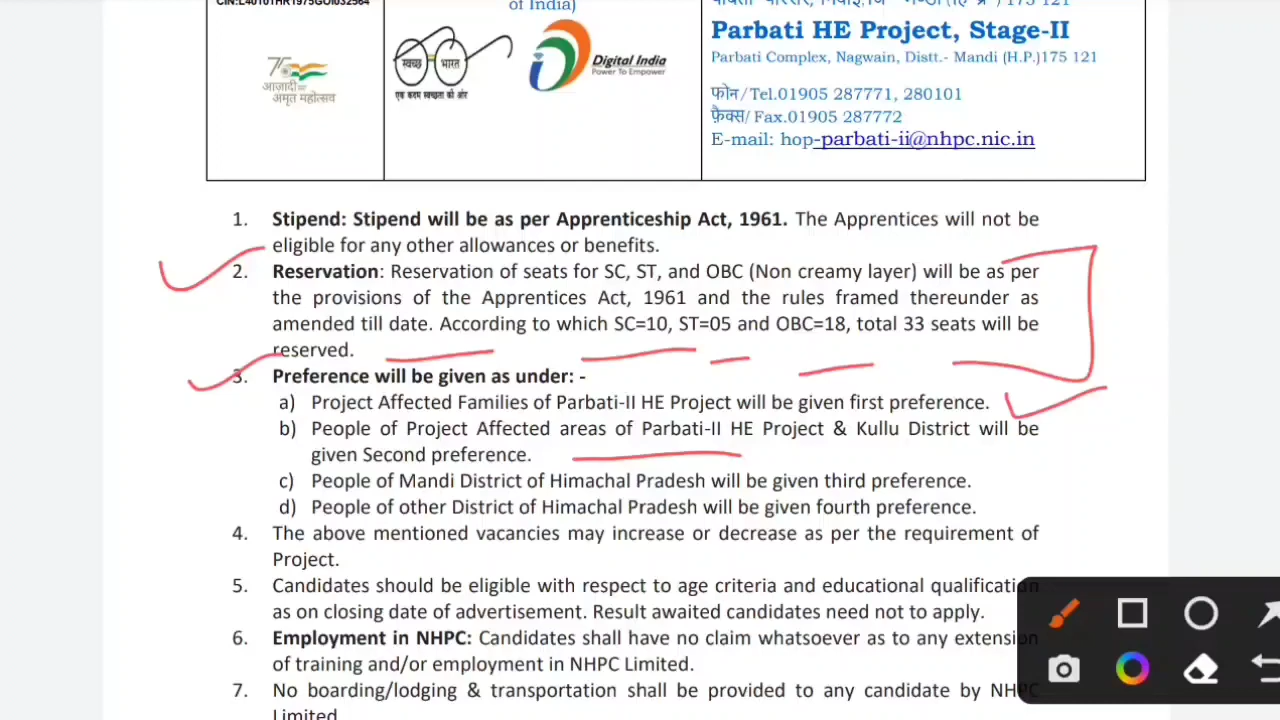 CIN:L40101HR1975GOI032564
of India)
Parbati HE Project, Stage-II
Parbati Complex, Nagwain, Distt.- Mandi (H.P.)175 121
आज़ादी का
अमृत महोत्सव
स्वच्छ भारत
एक कदम स्वच्छता की ओर
Digital India
Power To Empower
फोन/Tel.01905 287771, 280101
फ़ैक्स/ Fax.01905 287772
E-mail: hop-parbati-ii@nhpc.nic.in
1. Stipend: Stipend will be as per Apprenticeship Act, 1961. The Apprentices will not be
eligible for any other allowances or benefits.
2. Reservation: Reservation of seats for SC, ST, and OBC (Non creamy layer) will be as per
the provisions of the Apprentices Act, 1961 and the rules framed thereunder as
amended till date. According to which SC=10, ST=05 and OBC=18, total 33 seats will be
reserved.
3. Preference will be given as under: -
a) Project Affected Families of Parbati-II HE Project will be given first preference.
b) People of Project Affected areas of Parbati-II HE Project & Kullu District will be
given Second preference.
c) People of Mandi District of Himachal Pradesh will be given third preference.
d) People of other District of Himachal Pradesh will be given fourth preference.
4. The above mentioned vacancies may increase or decrease as per the requirement of
Project.
5. Candidates should be eligible with respect to age criteria and educational qualification
as on closing date of advertisement. Result awaited candidates need not to apply.
6. Employment in NHPC: Candidates shall have no claim whatsoever as to any extension
of training and/or employment in NHPC Limited.
7. No boarding/lodging & transportation shall be provided to any candidate by NHPC
Limited.